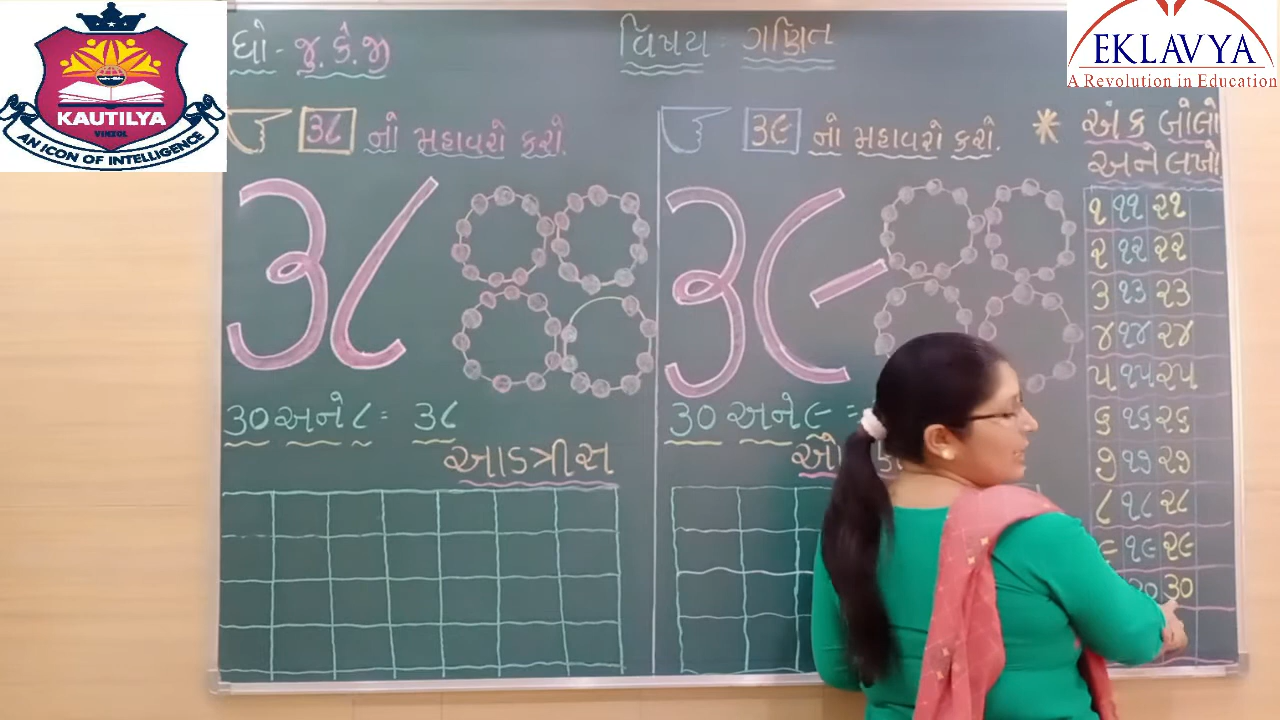 KAUTILYA
VINZOL
AN ICON OF INTELLIGENCE
EKLAVYA
A Revolution in Education
ધો - જુ. કે. જી
વિષય - ગણિત
૩૮ નો મહાવરો કરો.
૩૮
૩૦ અને ૮ = ૩૮
આડત્રીસ
૩૯ નો મહાવરો કરો.
૩૯
૩૦ અને ૯ =
* અંક બોલો
અને લખો
૧ ૧૧ ૨૧
૨ ૧૨ ૨૨
૩ ૧૩ ૨૩
૪ ૧૪ ૨૪
૫ ૧૫ ૨૫
૬ ૧૬ ૨૬
૭ ૧૭ ૨૭
૮ ૧૮ ૨૮
૯ ૧૯ ૨૯
૨૦ ૩૦